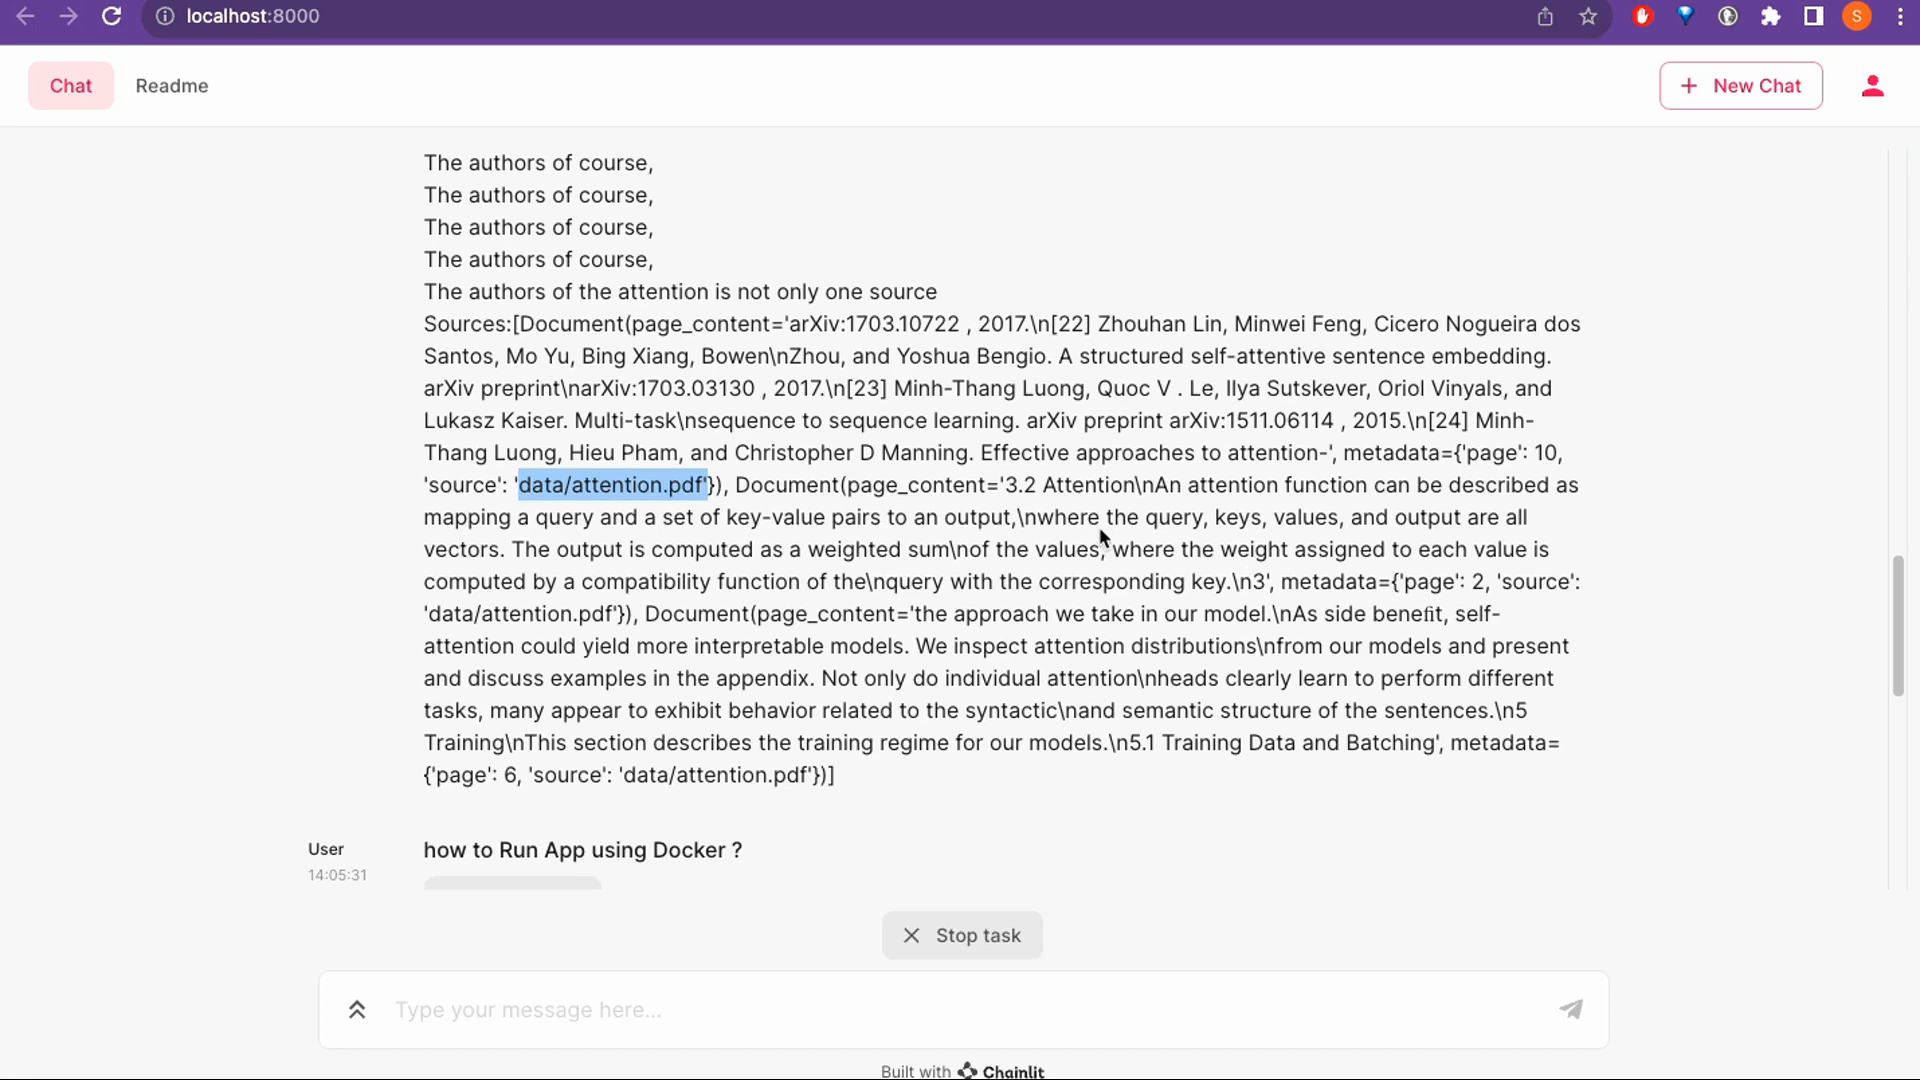 localhost:8000
S
Chat
Readme
+ New Chat
The authors of course,
The authors of course,
The authors of course,
The authors of course,
The authors of the attention is not only one source
Sources:[Document(page_content='arXiv:1703.10722 , 2017.\n[22] Zhouhan Lin, Minwei Feng, Cicero Nogueira dos
Santos, Mo Yu, Bing Xiang, Bowen\nZhou, and Yoshua Bengio. A structured self-attentive sentence embedding.
arXiv preprint\narXiv:1703.03130 , 2017.\n[23] Minh-Thang Luong, Quoc V . Le, Ilya Sutskever, Oriol Vinyals, and
Lukasz Kaiser. Multi-task\nsequence to sequence learning. arXiv preprint arXiv:1511.06114 , 2015.\n[24] Minh-
Thang Luong, Hieu Pham, and Christopher D Manning. Effective approaches to attention-', metadata={'page': 10,
'source': 'data/attention.pdf'}), Document(page_content='3.2 Attention\nAn attention function can be described as
mapping a query and a set of key-value pairs to an output,\nwhere the query, keys, values, and output are all
vectors. The output is computed as a weighted sum\nof the values, where the weight assigned to each value is
computed by a compatibility function of the\nquery with the corresponding key.\n3', metadata={'page': 2, 'source':
'data/attention.pdf'}), Document(page_content='the approach we take in our model.\nAs side benefit, self-
attention could yield more interpretable models. We inspect attention distributions\nfrom our models and present
and discuss examples in the appendix. Not only do individual attention\nheads clearly learn to perform different
tasks, many appear to exhibit behavior related to the syntactic\nand semantic structure of the sentences.\n5
Training\nThis section describes the training regime for our models.\n5.1 Training Data and Batching', metadata=
{'page': 6, 'source': 'data/attention.pdf'})]
User
how to Run App using Docker ?
14:05:31
Stop task
Type your message here...
Built with Chainlit